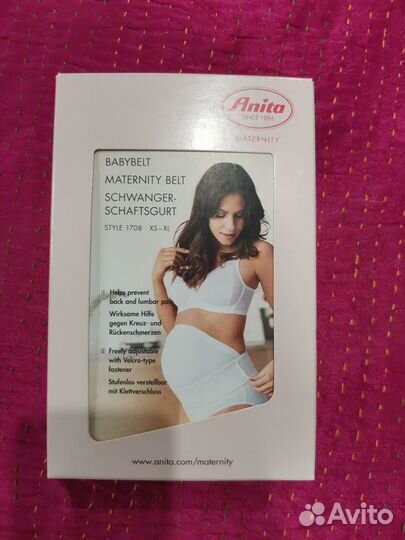 Anita
SINCE 1886
MATERNITY
BABYBELT
MATERNITY BELT
SCHWANGER-
SCHAFTSGURT
STYLE 1708 · XS – XL
Helps prevent
back and lumbar pain
Wirksame Hilfe
gegen Kreuz- und
Rückenschmerzen
Freely adjustable
with Velcro-type
fastener
Stufenlos verstellbar
mit Klettverschluss
www.anita.com/maternity
Avito